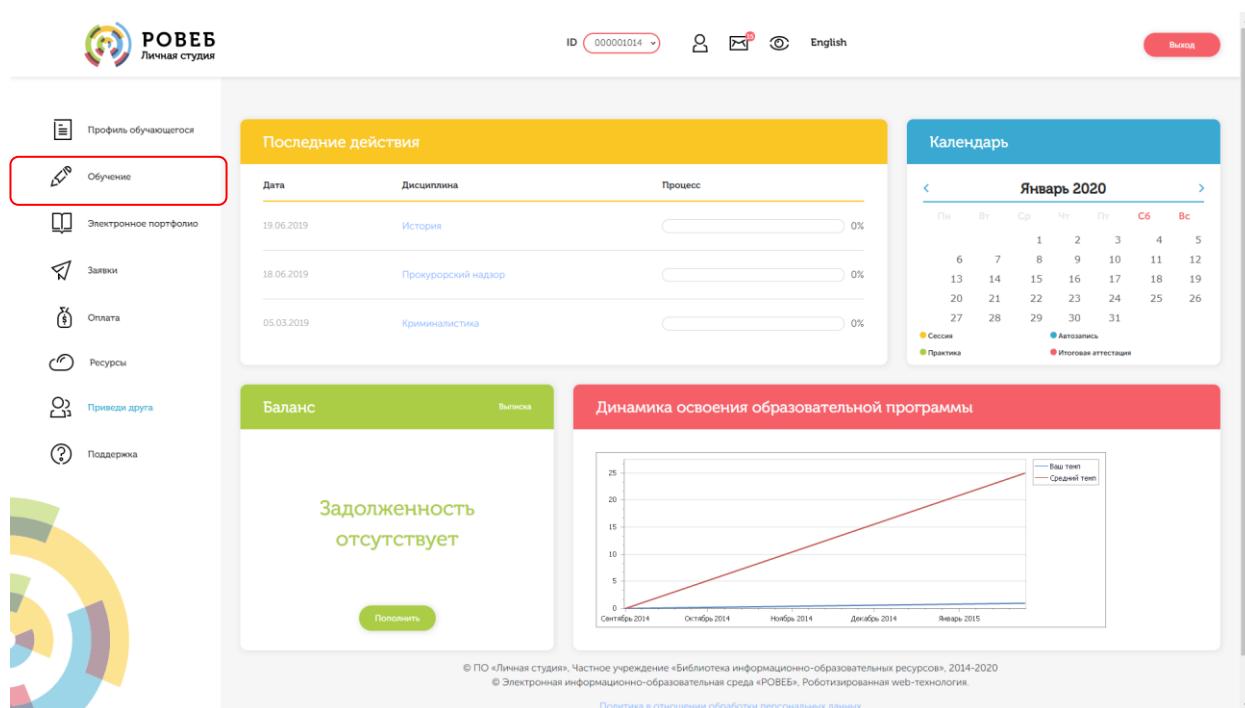 РОВЕБ
Личная студия
ID 000001014
English
Выход
Профиль обучающегося
Обучение
Электронное портфолио
Заявки
Оплата
Ресурсы
Приведи друга
Поддержка
Последние действия
Дата Дисциплина Процесс
19.06.2019 История 0%
18.06.2019 Прокурорский надзор 0%
05.03.2019 Криминалистика 0%
Календарь
< Январь 2020 >
Пн Вт Ср Чт Пт Сб Вс
1 2 3 4 5
6 7 8 9 10 11 12
13 14 15 16 17 18 19
20 21 22 23 24 25 26
27 28 29 30 31
Сессия Автозапись
Практика Итоговая аттестация
Баланс Выписка
Задолженность
отсутствует
Пополнить
Динамика освоения образовательной программы
Ваш темп
Средний темп
25
20
15
10
5
0
Сентябрь 2014 Октябрь 2014 Ноябрь 2014 Декабрь 2014 Январь 2015
© ПО «Личная студия», Частное учреждение «Библиотека информационно-образовательных ресурсов», 2014-2020
© Электронная информационно-образовательная среда «РОВЕБ», Роботизированная web-технология.
Политика в отношении обработки персональных данных